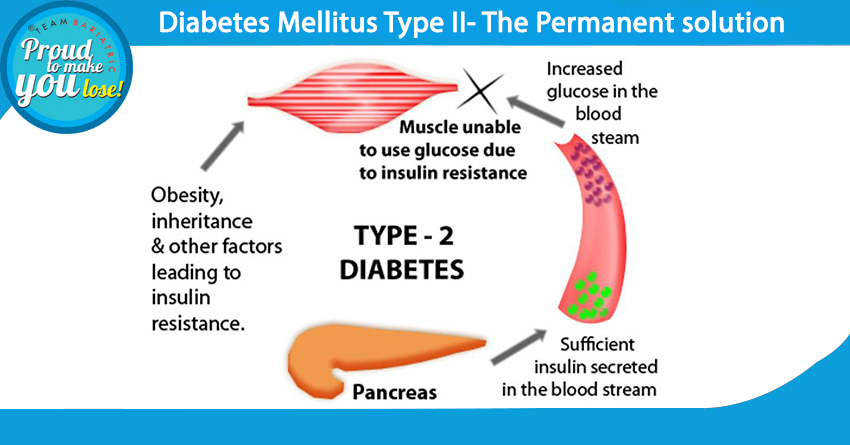 Diabetes Mellitus Type II- The Permanent solution
©TEAM BARIATRIC
Proud
to make
you lose!
Increased
glucose in the
blood
steam
Muscle unable
to use glucose due
to insulin resistance
Obesity,
inheritance
& other factors
leading to
insulin
resistance.
TYPE - 2
DIABETES
Pancreas
Sufficient
insulin secreted
in the blood stream